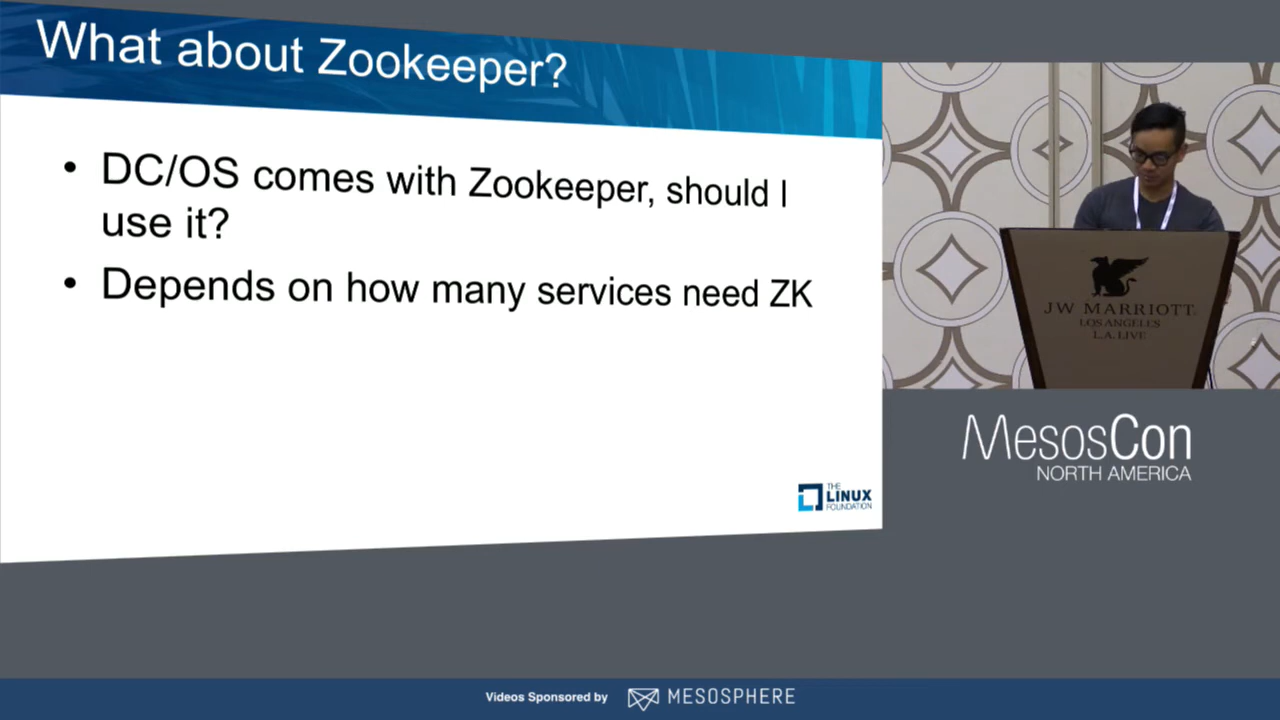 What about Zookeeper?
• DC/OS comes with Zookeeper, should I
use it?
• Depends on how many services need ZK
THE
LINUX
FOUNDATION
JW MARRIOTT
LOS ANGELES
L.A. LIVE
MesosCon
NORTH AMERICA
Videos Sponsored by MESOSPHERE